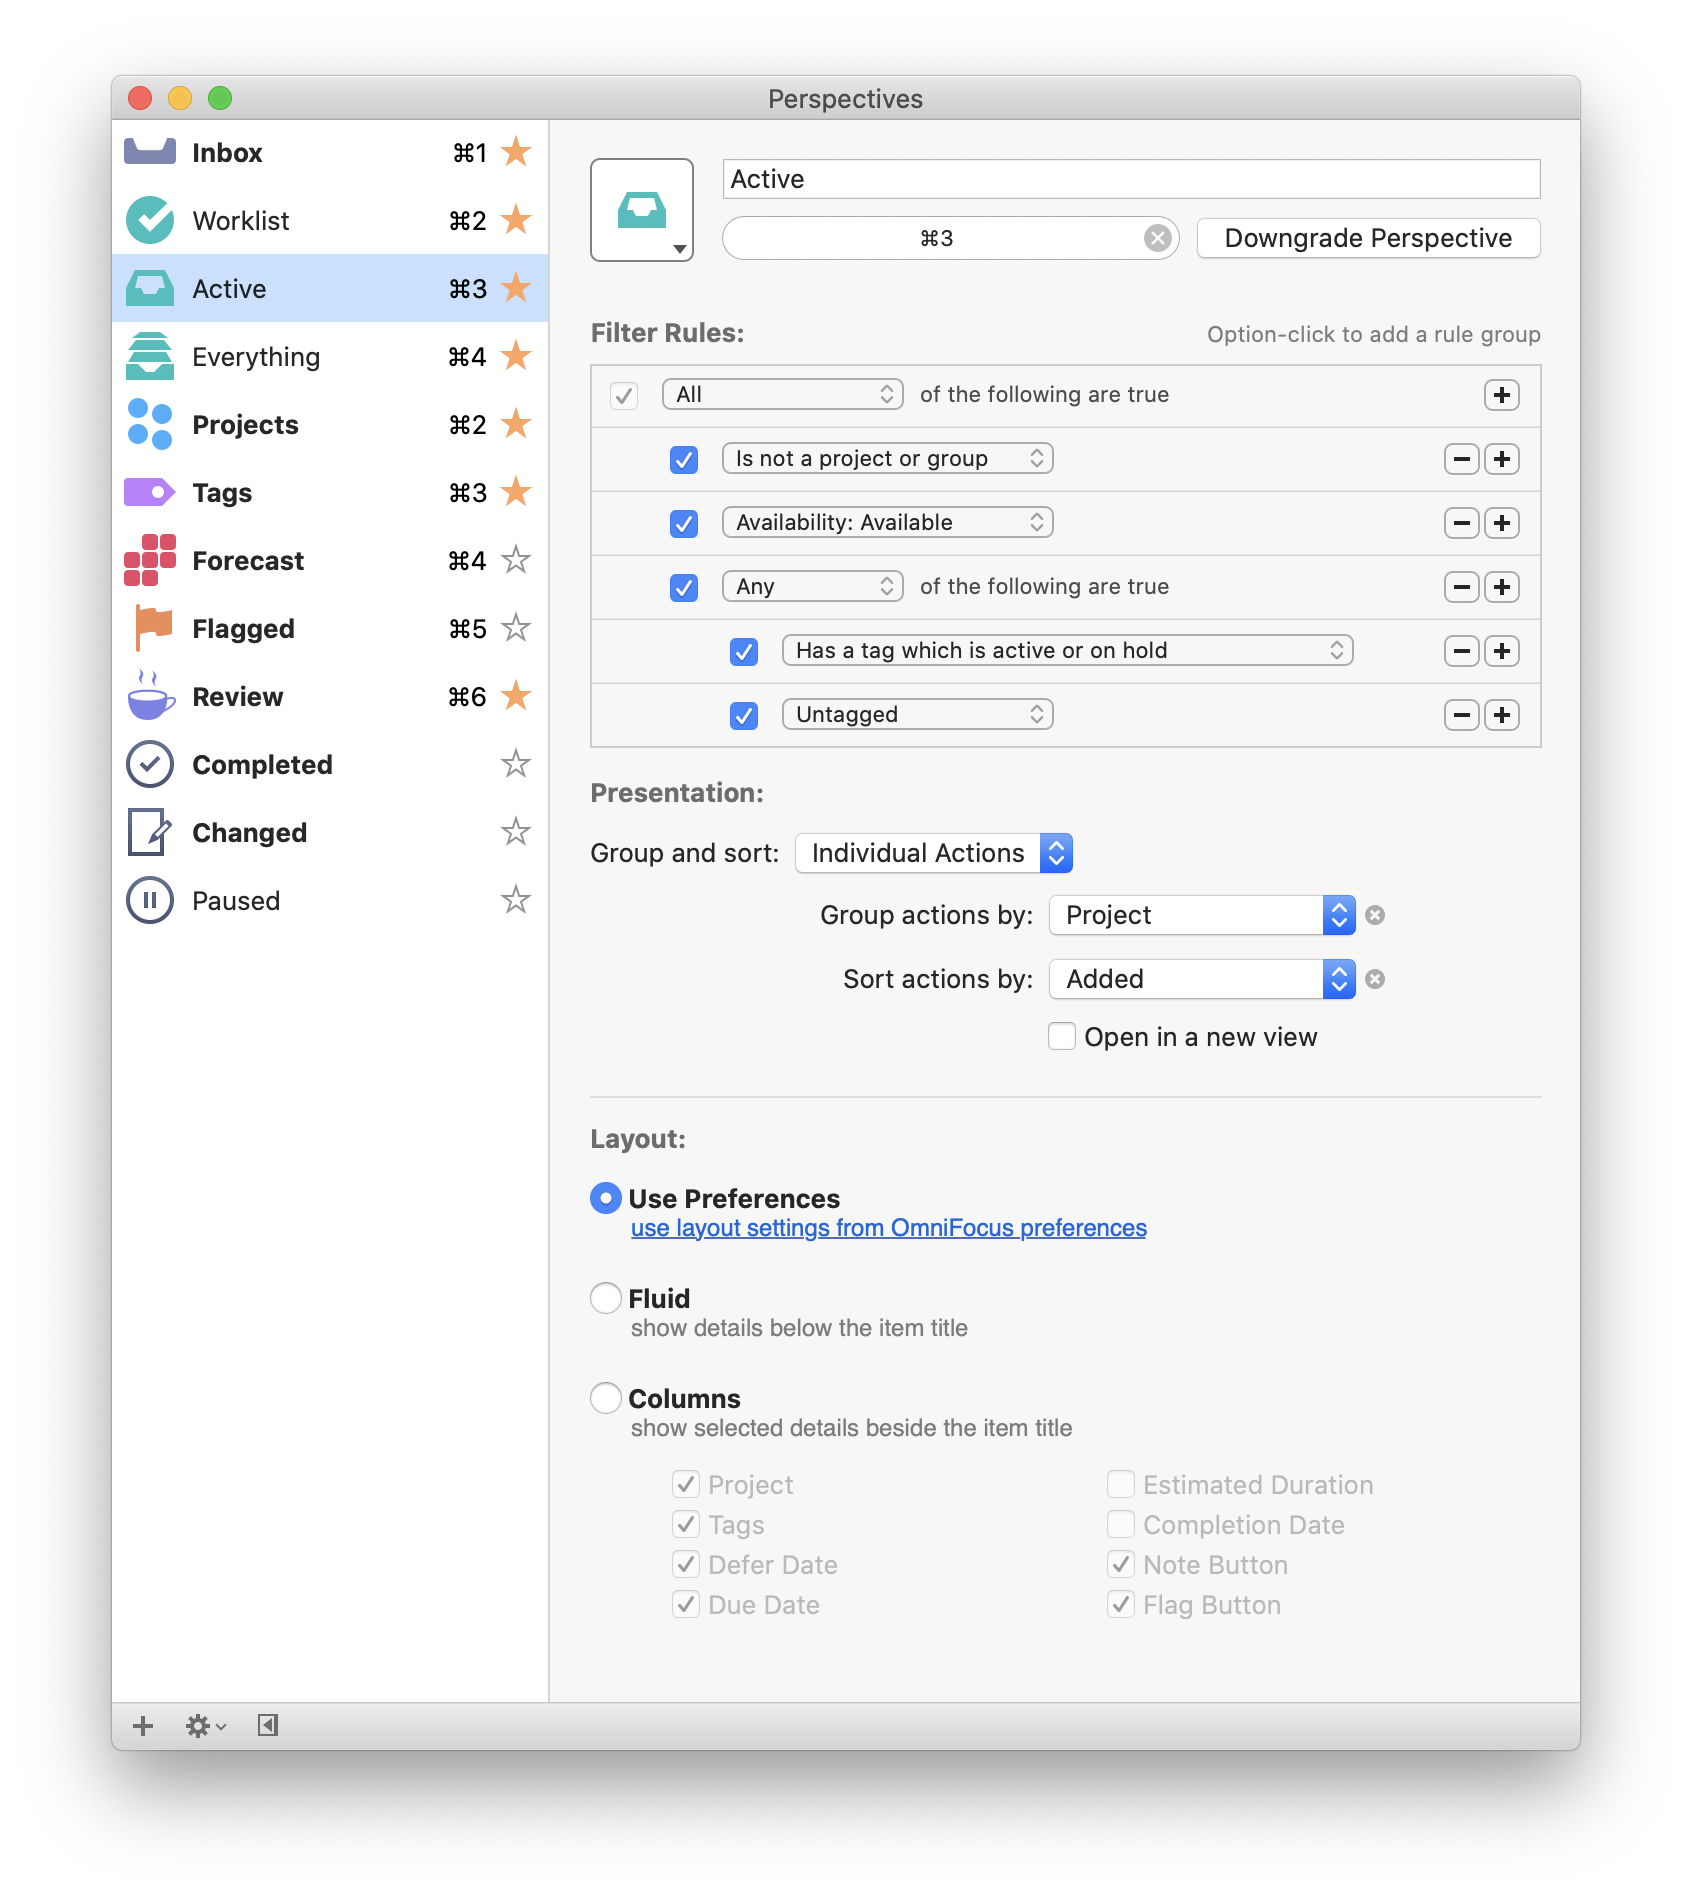 Perspectives
Inbox ⌘1
Worklist ⌘2
Active ⌘3
Everything ⌘4
Projects ⌘2
Tags ⌘3
Forecast ⌘4
Flagged ⌘5
Review ⌘6
Completed
Changed
Paused
Active
⌘3
Downgrade Perspective
Filter Rules:
Option-click to add a rule group
All of the following are true
Is not a project or group
Availability: Available
Any of the following are true
Has a tag which is active or on hold
Untagged
Presentation:
Group and sort: Individual Actions
Group actions by: Project
Sort actions by: Added
Open in a new view
Layout:
Use Preferences
use layout settings from OmniFocus preferences
Fluid
show details below the item title
Columns
show selected details beside the item title
Project
Tags
Defer Date
Due Date
Estimated Duration
Completion Date
Note Button
Flag Button